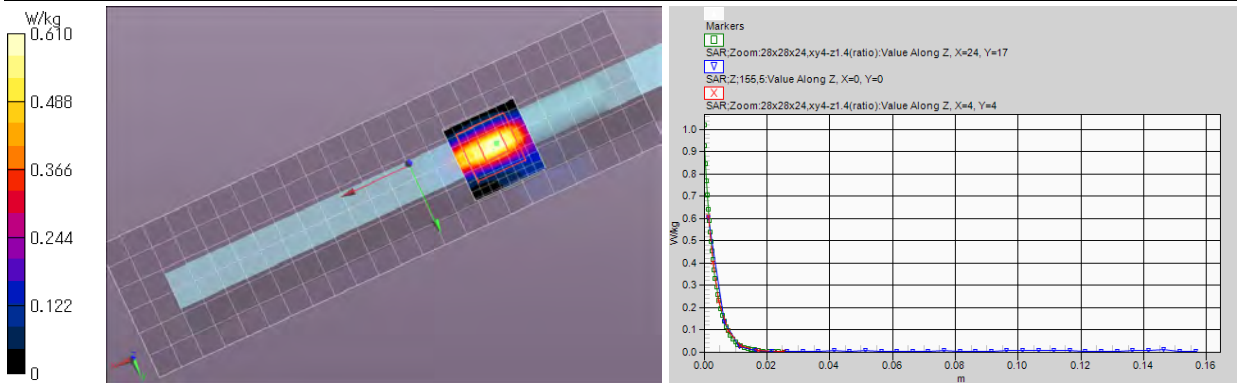 W/kg
0.610
0.488
0.366
0.244
0.122
0
Markers
SAR;Zoom:28x28x24,xy4-z1.4(ratio):Value Along Z, X=24, Y=17
SAR;Z;155,5:Value Along Z, X=0, Y=0
SAR;Zoom:28x28x24,xy4-z1.4(ratio):Value Along Z, X=4, Y=4
W/kg
1.0
0.9
0.8
0.7
0.6
0.5
0.4
0.3
0.2
0.1
0.0
0.00 0.02 0.04 0.06 0.08 0.10 0.12 0.14 0.16
m